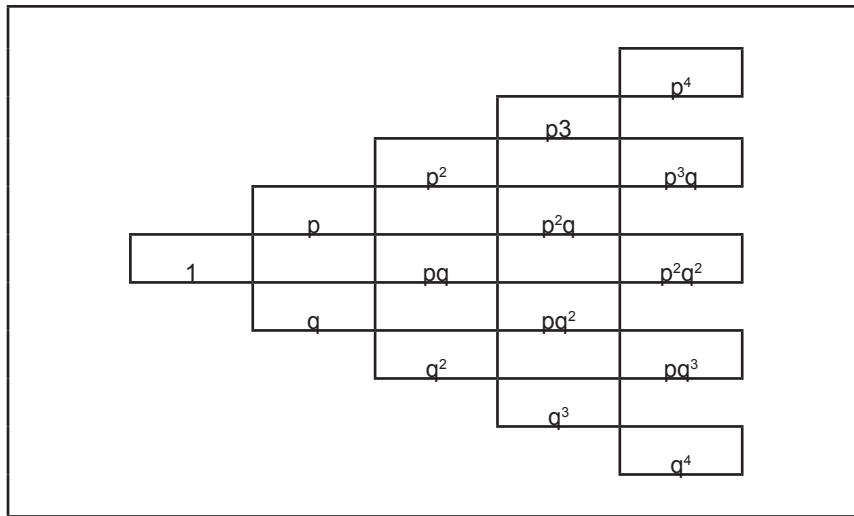 p⁴
p3
p² p³q
p p²q
1 pq p²q²
q pq²
q² pq³
q³
q⁴